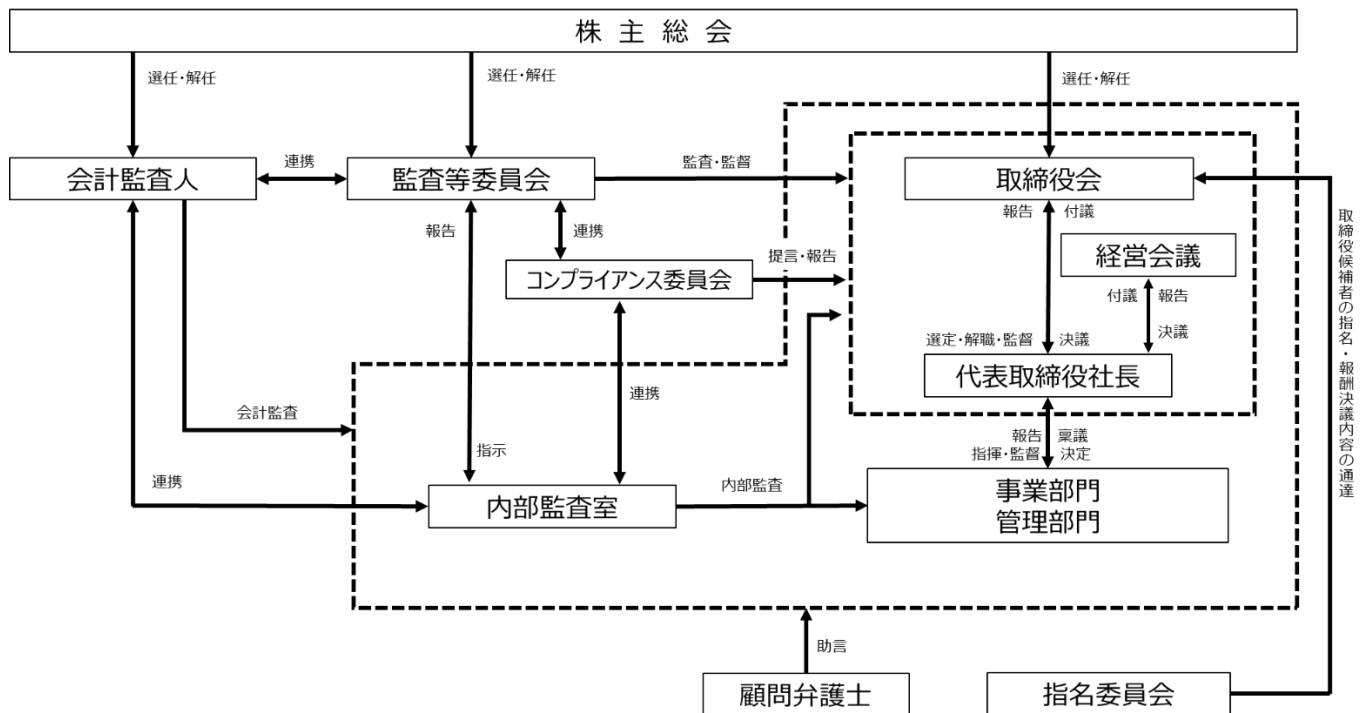 株主総会
選任・解任
選任・解任
選任・解任
会計監査人
連携
監査等委員会
監査・監督
取締役会
報告
連携
報告 付議
提言・報告
経営会議
コンプライアンス委員会
付議 報告
選定・解職・監督 決議
決議
代表取締役社長
連携
会計監査
報告 稟議
指揮・監督 決定
指示
連携
内部監査
内部監査室
事業部門
管理部門
取締役候補者の指名・報酬決議内容の通達
助言
顧問弁護士
指名委員会